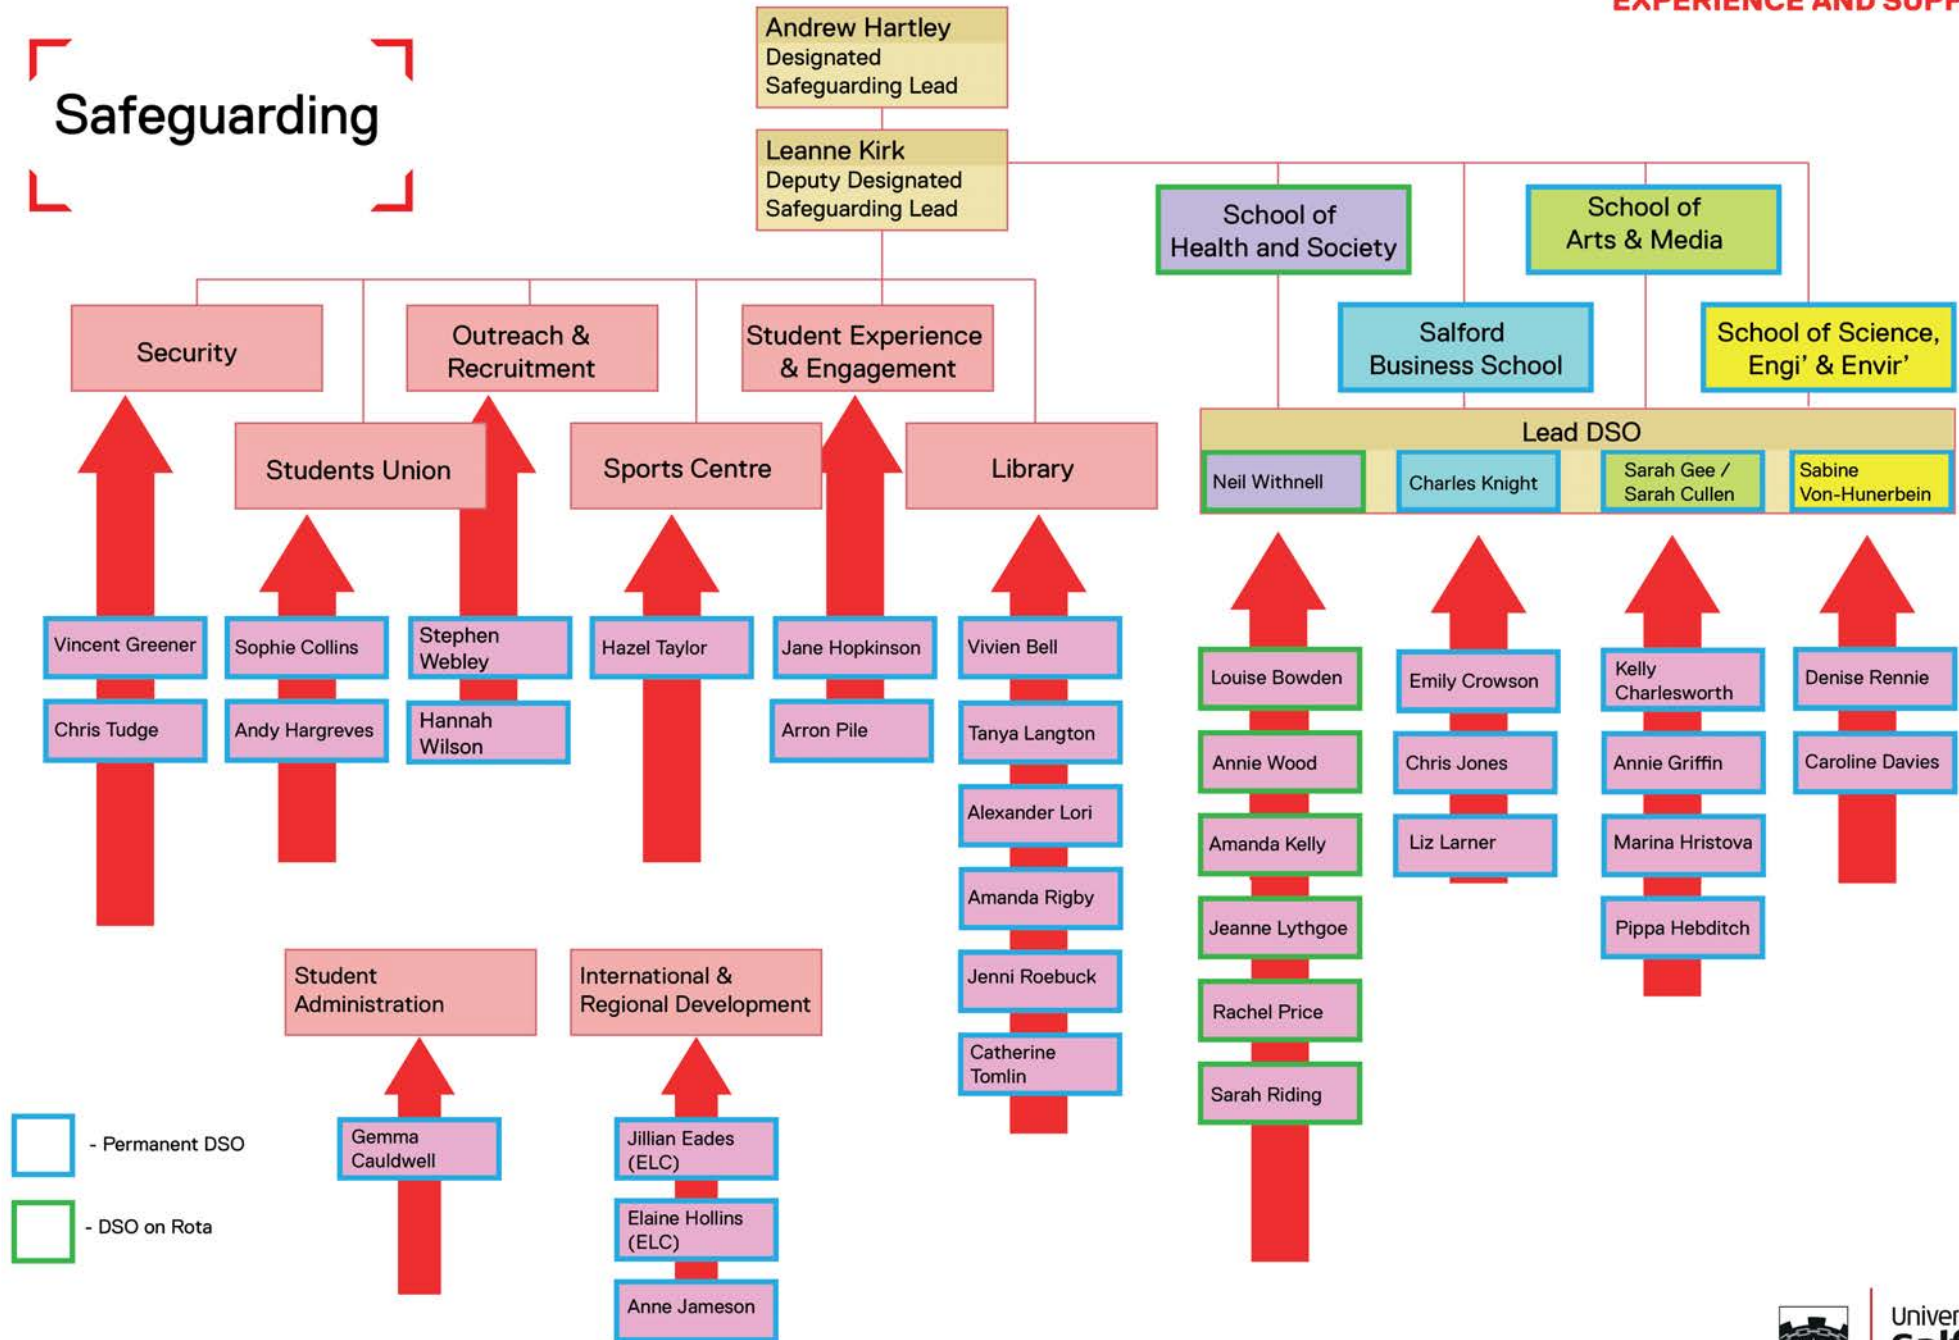 EXPERIENCE AND SUPP
Safeguarding
Andrew Hartley
Designated
Safeguarding Lead
Leanne Kirk
Deputy Designated
Safeguarding Lead
School of
Health and Society
School of
Arts & Media
Salford
Business School
School of Science,
Engi' & Envir'
Security
Outreach &
Recruitment
Student Experience
& Engagement
Students Union
Sports Centre
Library
Lead DSO
Neil Withnell
Charles Knight
Sarah Gee /
Sarah Cullen
Sabine
Von-Hunerbein
Vincent Greener
Chris Tudge
Sophie Collins
Andy Hargreves
Stephen
Webley
Hannah
Wilson
Hazel Taylor
Jane Hopkinson
Arron Pile
Vivien Bell
Tanya Langton
Alexander Lori
Amanda Rigby
Jenni Roebuck
Catherine
Tomlin
Louise Bowden
Annie Wood
Amanda Kelly
Jeanne Lythgoe
Rachel Price
Sarah Riding
Emily Crowson
Chris Jones
Liz Larner
Kelly
Charlesworth
Annie Griffin
Marina Hristova
Pippa Hebditch
Denise Rennie
Caroline Davies
Student
Administration
Gemma
Cauldwell
International &
Regional Development
Jillian Eades
(ELC)
Elaine Hollins
(ELC)
Anne Jameson
- Permanent DSO
- DSO on Rota
Univer